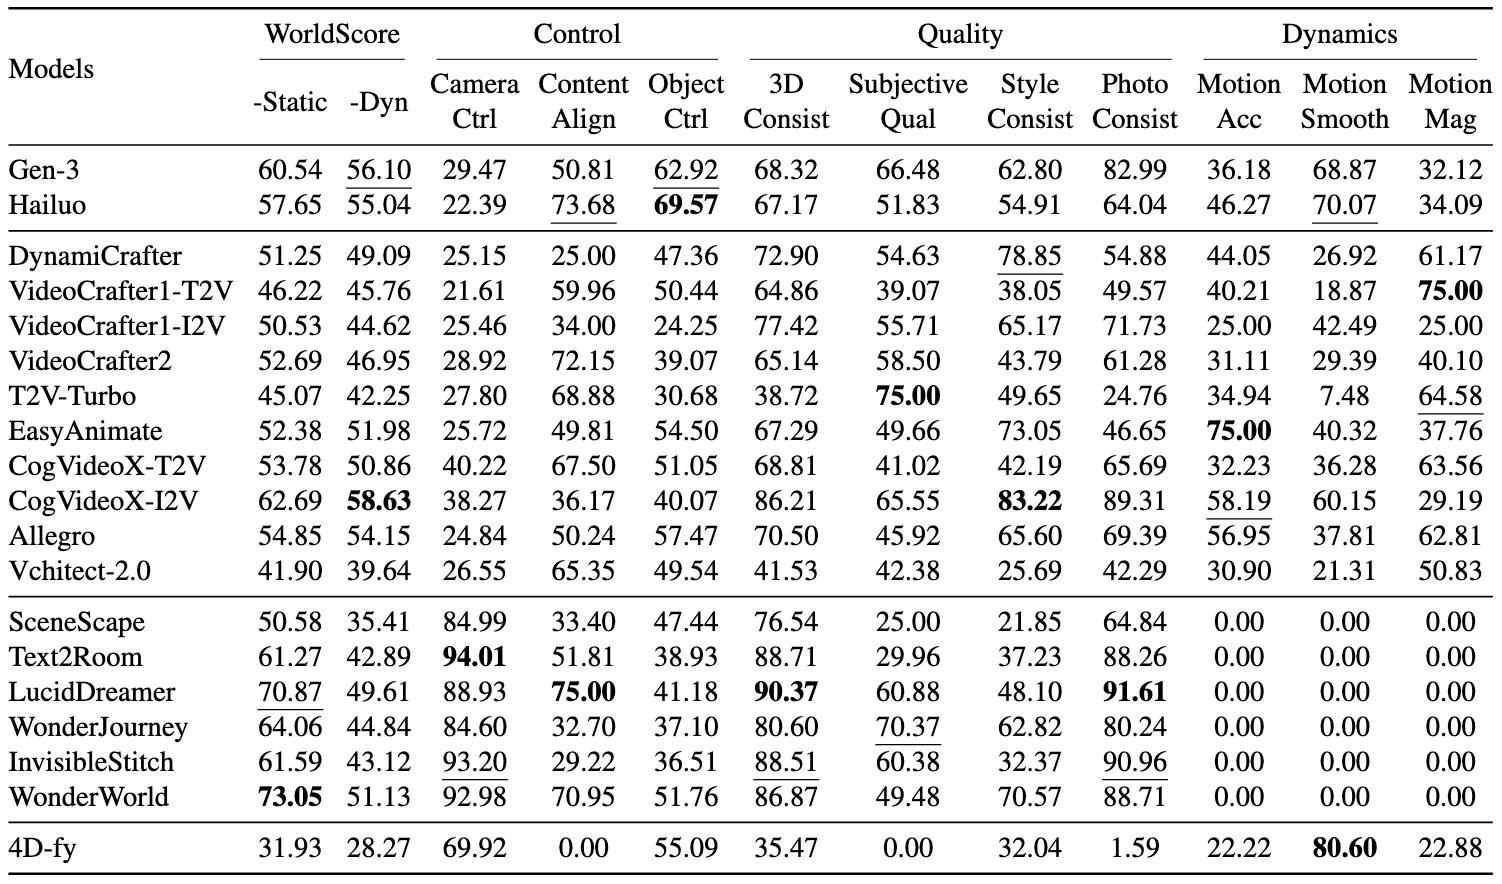 WorldScore Control Quality Dynamics
Models -Static -Dyn Camera Ctrl Content Align Object Ctrl 3D Consist Subjective Qual Style Consist Photo Consist Motion Acc Motion Smooth Motion Mag
Gen-3 60.54 56.10 29.47 50.81 62.92 68.32 66.48 62.80 82.99 36.18 68.87 32.12
Hailuo 57.65 55.04 22.39 73.68 69.57 67.17 51.83 54.91 64.04 46.27 70.07 34.09
DynamiCrafter 51.25 49.09 25.15 25.00 47.36 72.90 54.63 78.85 54.88 44.05 26.92 61.17
VideoCrafter1-T2V 46.22 45.76 21.61 59.96 50.44 64.86 39.07 38.05 49.57 40.21 18.87 75.00
VideoCrafter1-I2V 50.53 44.62 25.46 34.00 24.25 77.42 55.71 65.17 71.73 25.00 42.49 25.00
VideoCrafter2 52.69 46.95 28.92 72.15 39.07 65.14 58.50 43.79 61.28 31.11 29.39 40.10
T2V-Turbo 45.07 42.25 27.80 68.88 30.68 38.72 75.00 49.65 24.76 34.94 7.48 64.58
EasyAnimate 52.38 51.98 25.72 49.81 54.50 67.29 49.66 73.05 46.65 75.00 40.32 37.76
CogVideoX-T2V 53.78 50.86 40.22 67.50 51.05 68.81 41.02 42.19 65.69 32.23 36.28 63.56
CogVideoX-I2V 62.69 58.63 38.27 36.17 40.07 86.21 65.55 83.22 89.31 58.19 60.15 29.19
Allegro 54.85 54.15 24.84 50.24 57.47 70.50 45.92 65.60 69.39 56.95 37.81 62.81
Vchitect-2.0 41.90 39.64 26.55 65.35 49.54 41.53 42.38 25.69 42.29 30.90 21.31 50.83
SceneScape 50.58 35.41 84.99 33.40 47.44 76.54 25.00 21.85 64.84 0.00 0.00 0.00
Text2Room 61.27 42.89 94.01 51.81 38.93 88.71 29.96 37.23 88.26 0.00 0.00 0.00
LucidDreamer 70.87 49.61 88.93 75.00 41.18 90.37 60.88 48.10 91.61 0.00 0.00 0.00
WonderJourney 64.06 44.84 84.60 32.70 37.10 80.60 70.37 62.82 80.24 0.00 0.00 0.00
InvisibleStitch 61.59 43.12 93.20 29.22 36.51 88.51 60.38 32.37 90.96 0.00 0.00 0.00
WonderWorld 73.05 51.13 92.98 70.95 51.76 86.87 49.48 70.57 88.71 0.00 0.00 0.00
4D-fy 31.93 28.27 69.92 0.00 55.09 35.47 0.00 32.04 1.59 22.22 80.60 22.88